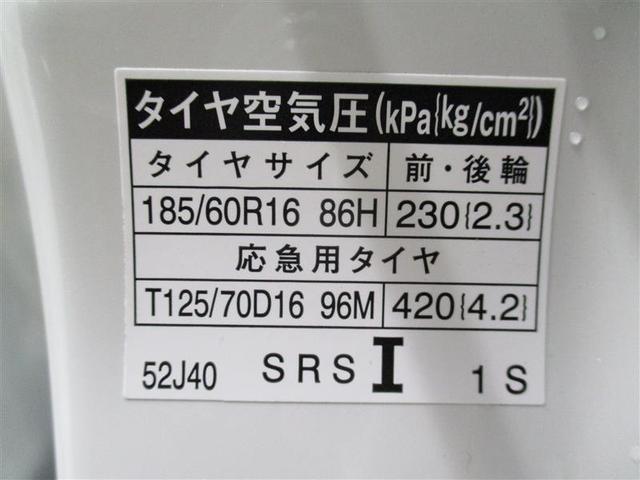 タイヤ空気圧(kPa{kg/cm²})
タイヤサイズ 前・後輪
185/60R16 86H 230{2.3}
応急用タイヤ
T125/70D16 96M 420{4.2}
52J40 SRS I 1S